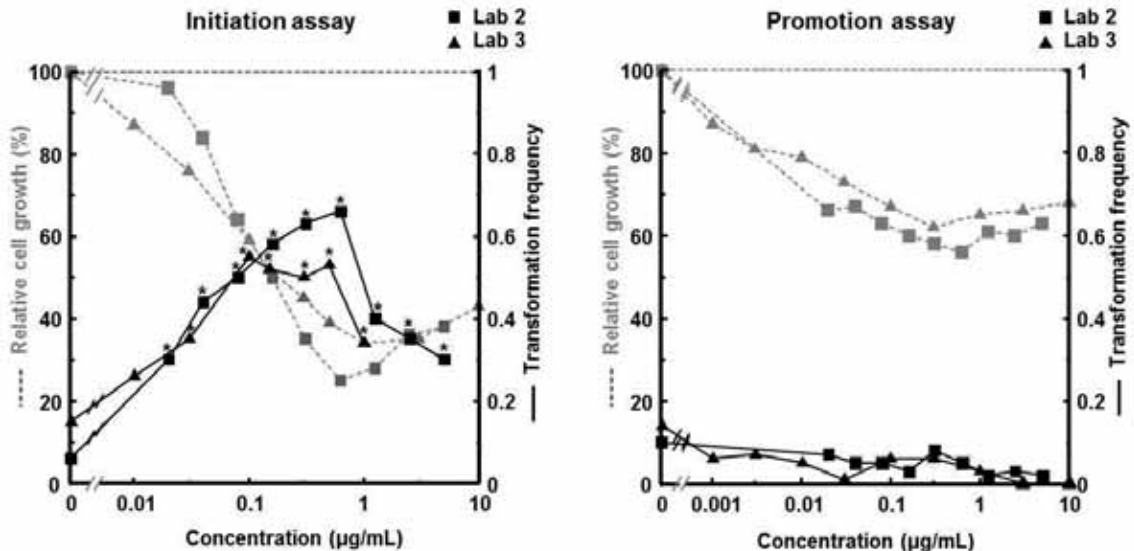 Initiation assay
Lab 2
Lab 3
Relative cell growth (%)
100
80
60
40
20
0
1
0.8
0.6
0.4
0.2
0
Transformation frequency
0
0.01
0.1
1
10
Concentration (µg/mL)
Promotion assay
Lab 2
Lab 3
Relative cell growth (%)
100
80
60
40
20
0
1
0.8
0.6
0.4
0.2
0
Transformation frequency
0
0.001
0.01
0.1
1
10
Concentration (µg/mL)